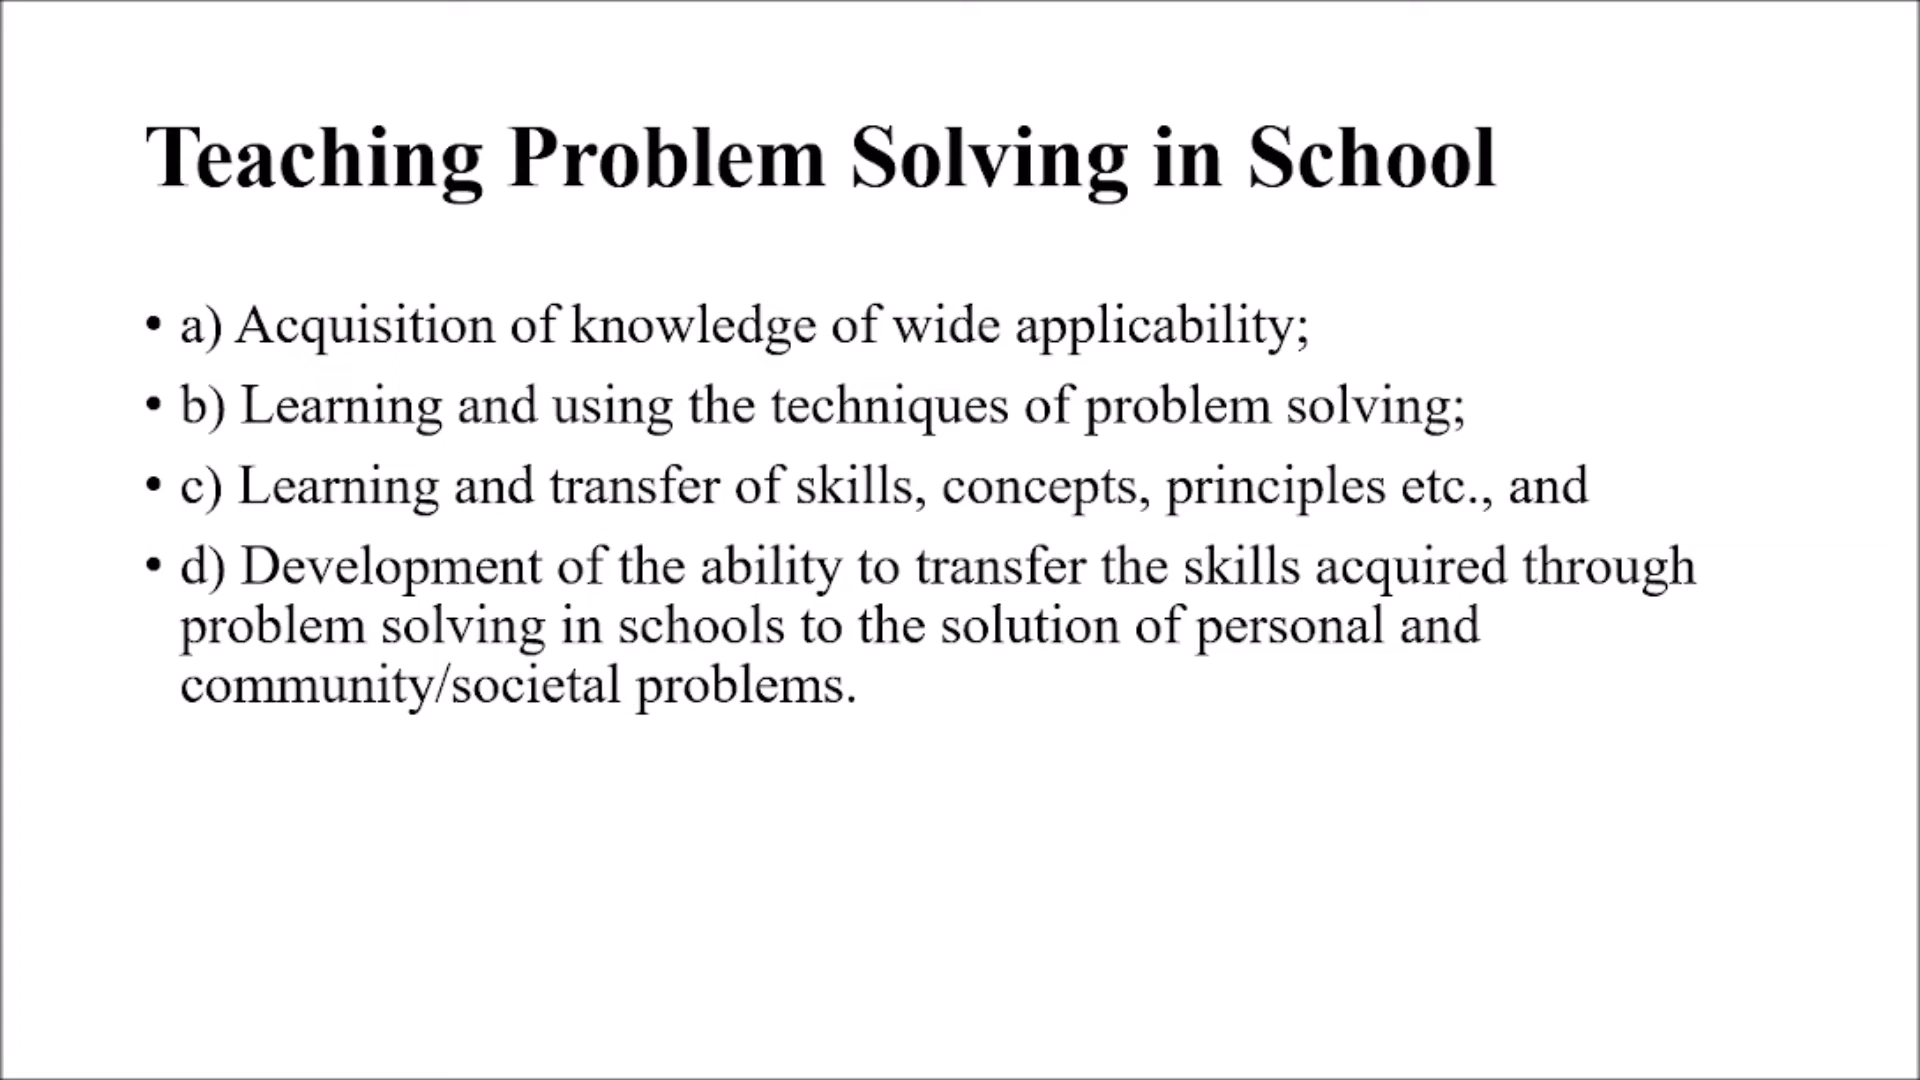 Teaching Problem Solving in School
• a) Acquisition of knowledge of wide applicability;
• b) Learning and using the techniques of problem solving;
• c) Learning and transfer of skills, concepts, principles etc., and
• d) Development of the ability to transfer the skills acquired through
problem solving in schools to the solution of personal and
community/societal problems.